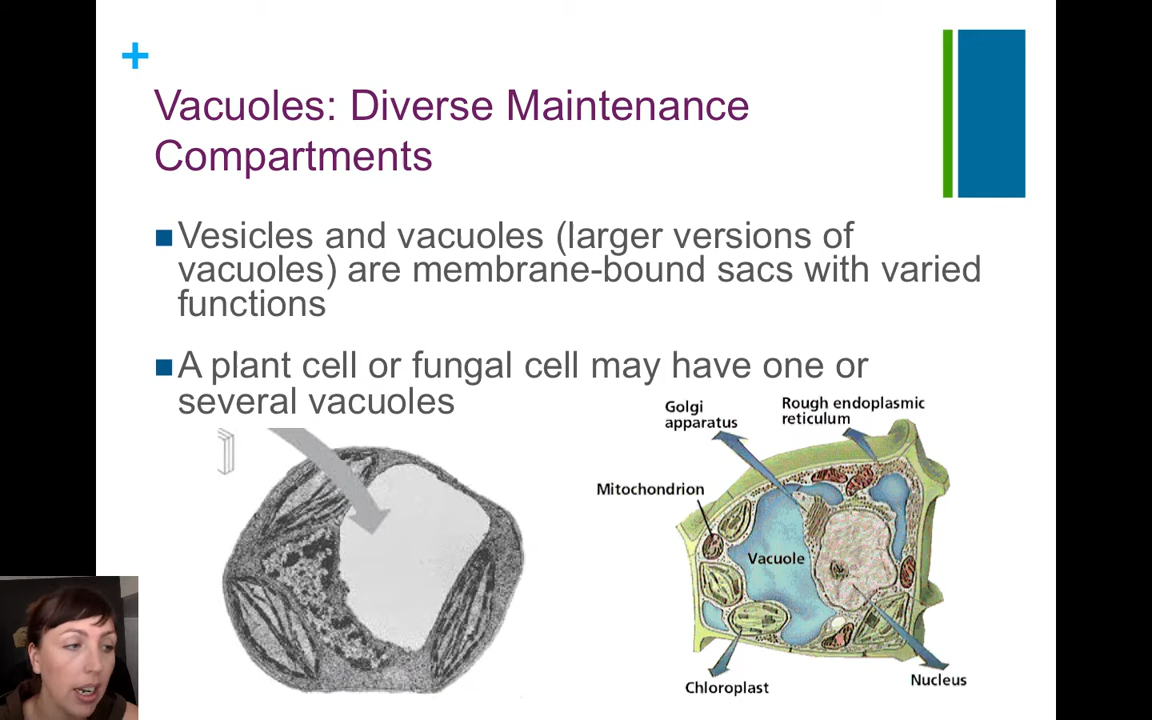 +
Vacuoles: Diverse Maintenance
Compartments
Vesicles and vacuoles (larger versions of
vacuoles) are membrane-bound sacs with varied
functions
A plant cell or fungal cell may have one or
several vacuoles
Golgi
apparatus
Rough endoplasmic
reticulum
Mitochondrion
Vacuole
Chloroplast
Nucleus